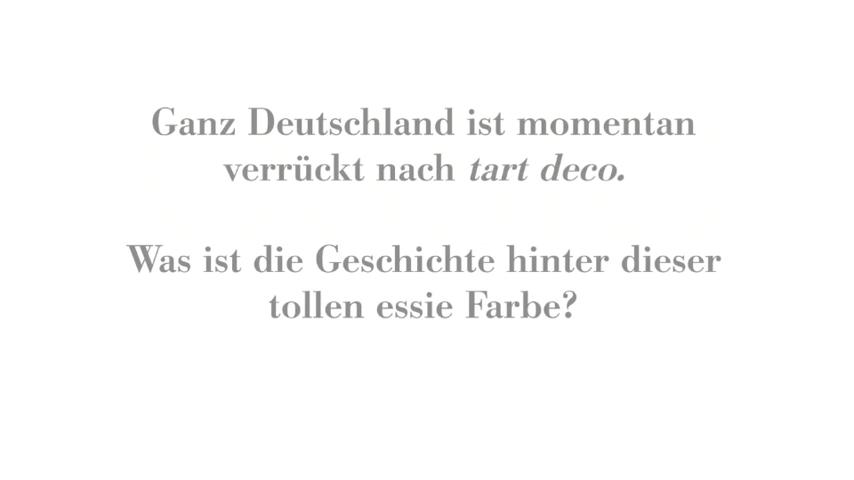 Ganz Deutschland ist momentan
verrückt nach tart deco.
Was ist die Geschichte hinter dieser
tollen essie Farbe?